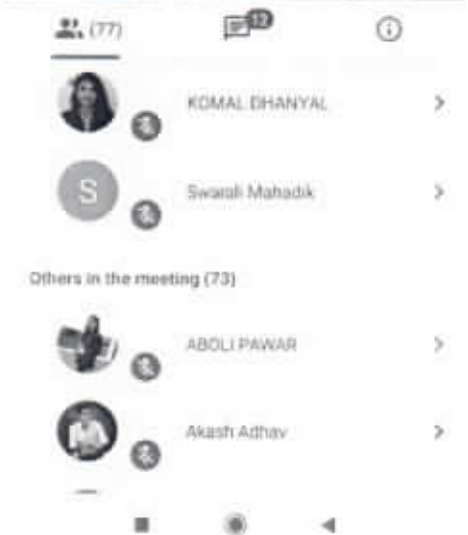 (77) 12
KOMAL DHANYAL
S Swarali Mahadik
Others in the meeting (73)
ABOLI PAWAR
Akash Adhav